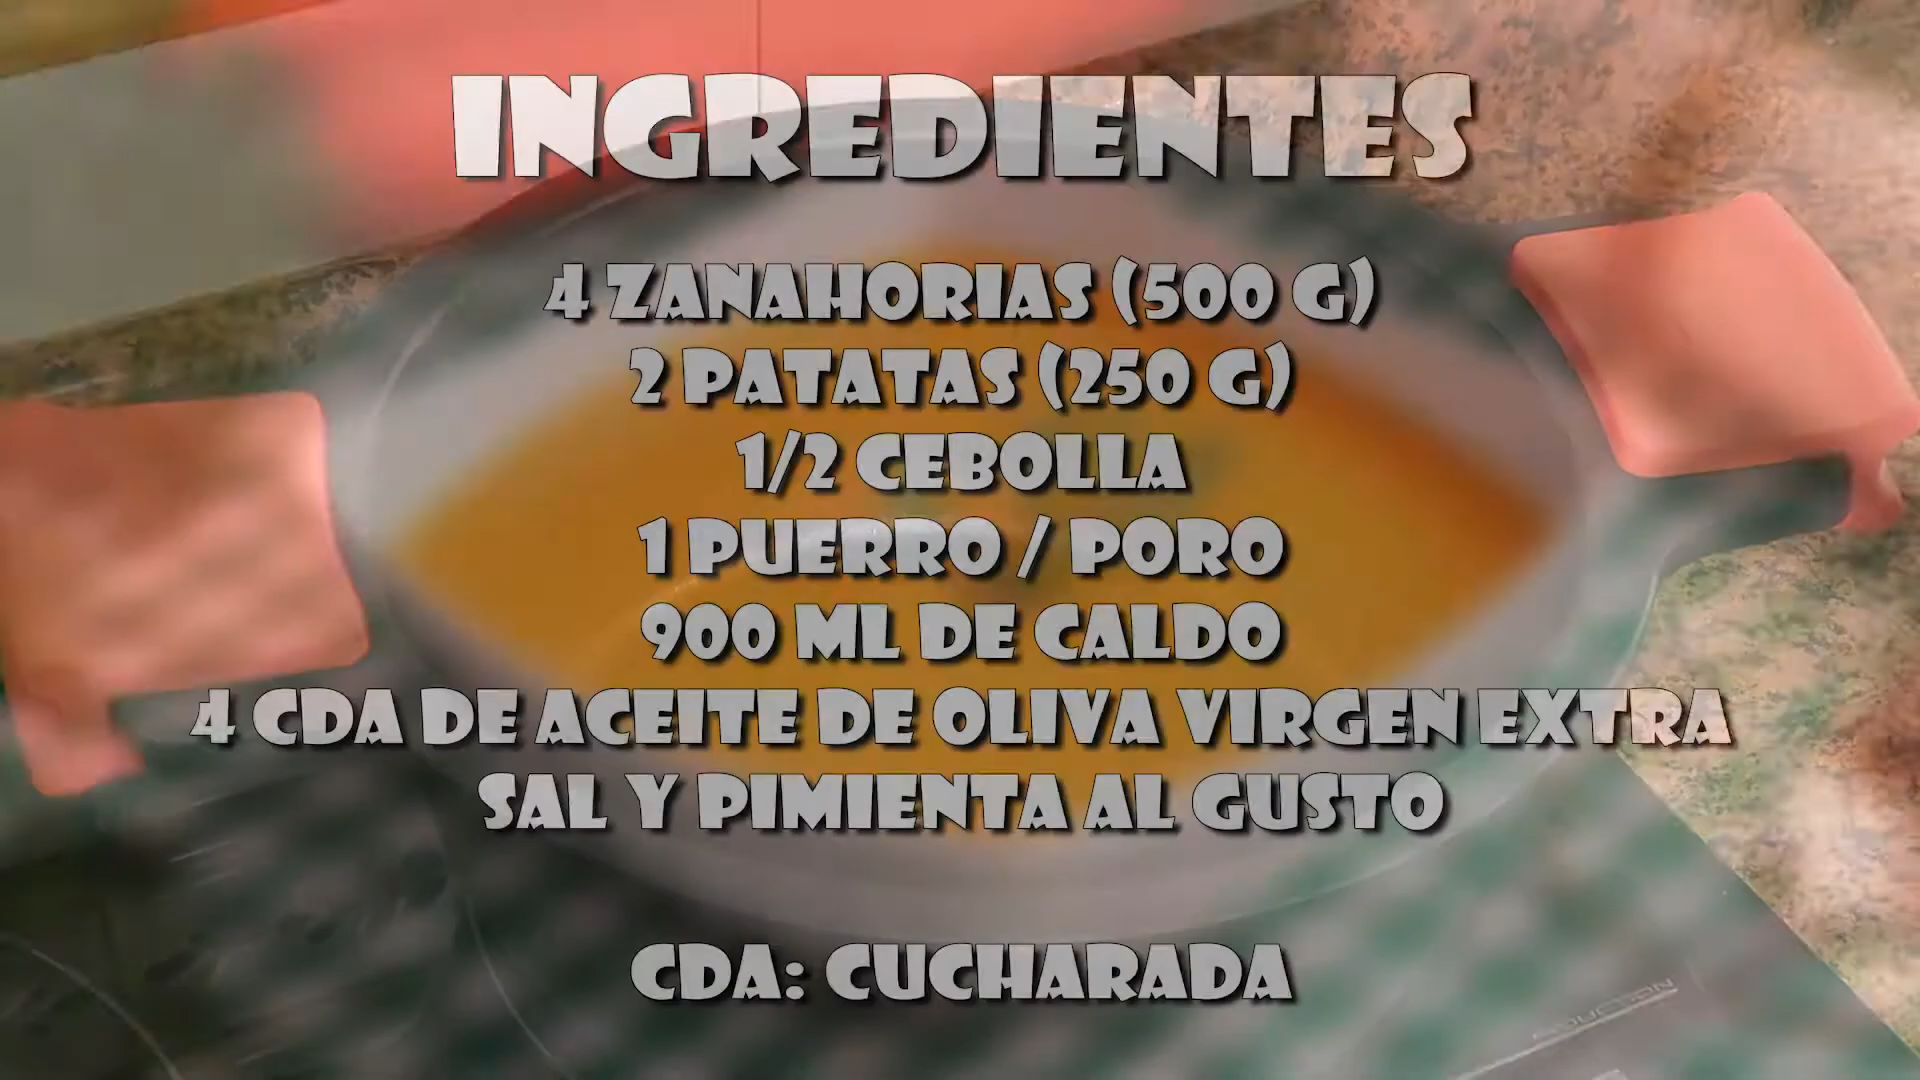 INGREDIENTES
4 ZANAHORIAS (500 G)
2 PATATAS (250 G)
1/2 CEBOLLA
1 PUERRO / PORO
900 ML DE CALDO
4 CDA DE ACEITE DE OLIVA VIRGEN EXTRA
SAL Y PIMIENTA AL GUSTO
CDA: CUCHARADA